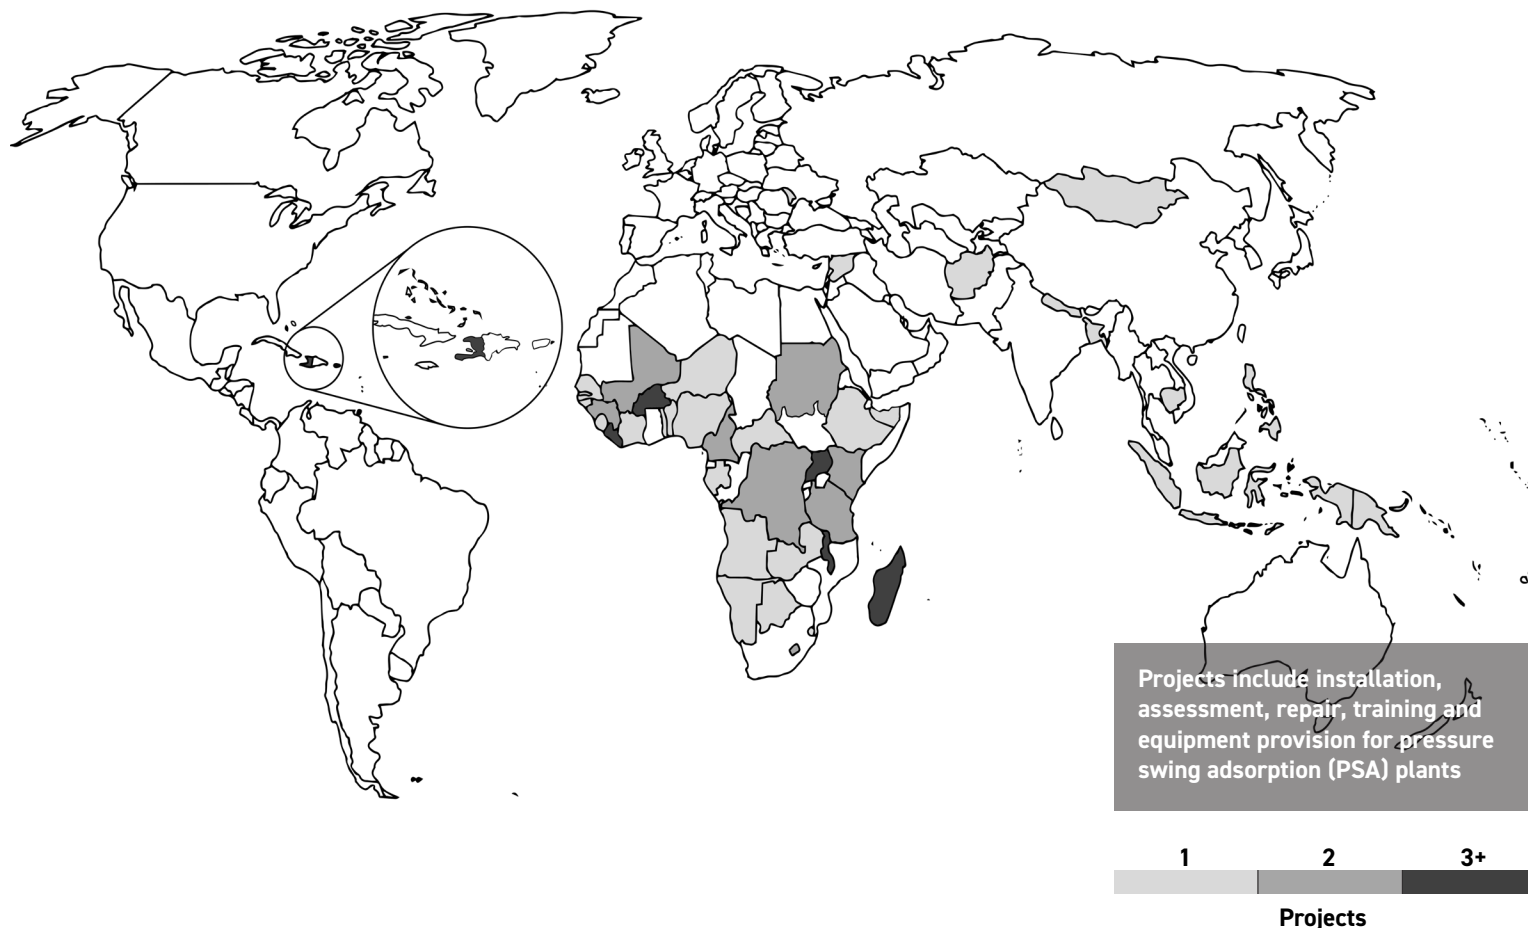 Projects include installation,
assessment, repair, training and
equipment provision for pressure
swing adsorption (PSA) plants
1 2 3+
Projects